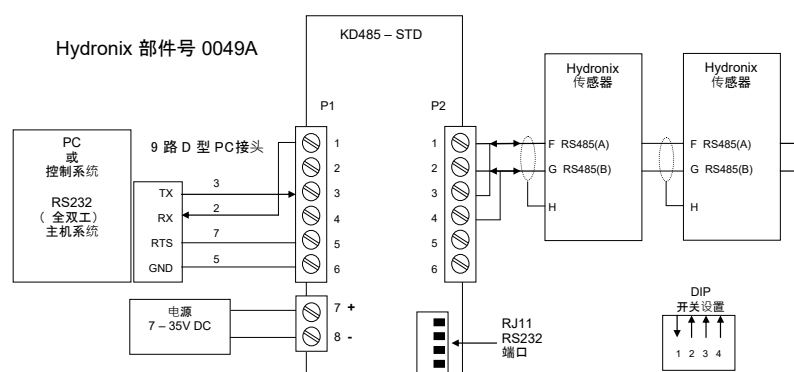 Hydronix 部件号 0049A
KD485 – STD
P1
P2
PC
或
控制系统
RS232
( 全双工)
主机系统
9 路 D 型 PC接头
TX
RX
RTS
GND
3
2
7
5
1
2
3
4
5
6
7 +
8 -
电源
7 – 35V DC
1
2
3
4
5
6
RJ11
RS232
端口
Hydronix
传感器
F RS485(A)
G RS485(B)
H
Hydronix
传感器
F RS485(A)
G RS485(B)
H
DIP
开关设置
1 2 3 4